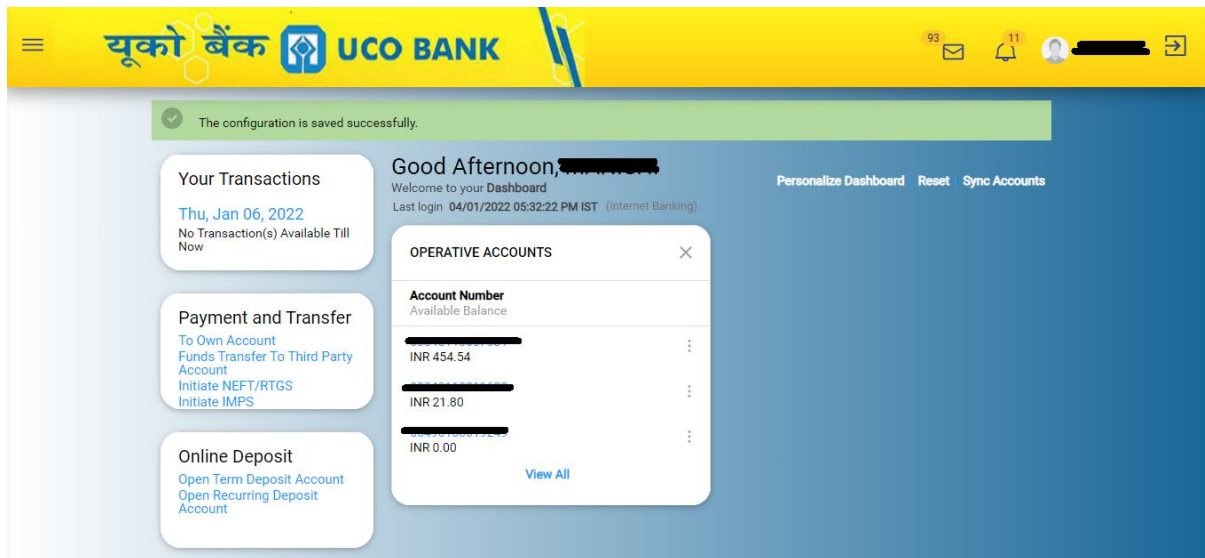 यूको बैंक UCO BANK
93
11
The configuration is saved successfully.
Your Transactions
Thu, Jan 06, 2022
No Transaction(s) Available Till
Now
Payment and Transfer
To Own Account
Funds Transfer To Third Party
Account
Initiate NEFT/RTGS
Initiate IMPS
Online Deposit
Open Term Deposit Account
Open Recurring Deposit
Account
Good Afternoon,
Welcome to your Dashboard
Last login 04/01/2022 05:32:22 PM IST (Internet Banking)
OPERATIVE ACCOUNTS
Account Number
Available Balance
INR 454.54
INR 21.80
INR 0.00
View All
Personalize Dashboard Reset Sync Accounts